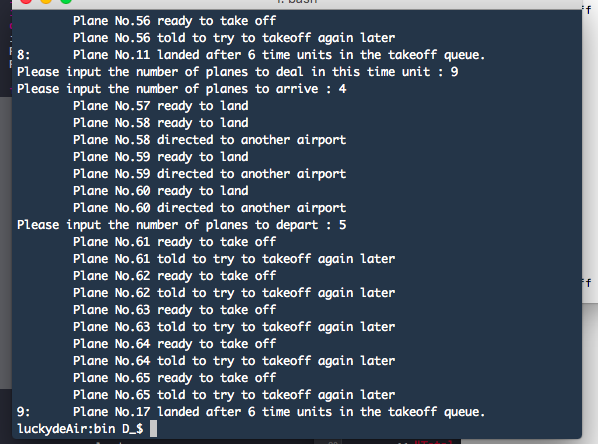 1. bash
Plane No.56 ready to take off
Plane No.56 told to try to takeoff again later
8: Plane No.11 landed after 6 time units in the takeoff queue.
Please input the number of planes to deal in this time unit : 9
Please input the number of planes to arrive : 4
Plane No.57 ready to land
Plane No.58 ready to land
Plane No.58 directed to another airport
Plane No.59 ready to land
Plane No.59 directed to another airport
Plane No.60 ready to land
Plane No.60 directed to another airport
Please input the number of planes to depart : 5
Plane No.61 ready to take off
Plane No.61 told to try to takeoff again later
Plane No.62 ready to take off
Plane No.62 told to try to takeoff again later
Plane No.63 ready to take off
Plane No.63 told to try to takeoff again later
Plane No.64 ready to take off
Plane No.64 told to try to takeoff again later
Plane No.65 ready to take off
Plane No.65 told to try to takeoff again later
9: Plane No.17 landed after 6 time units in the takeoff queue.
luckydeAir:bin D_$